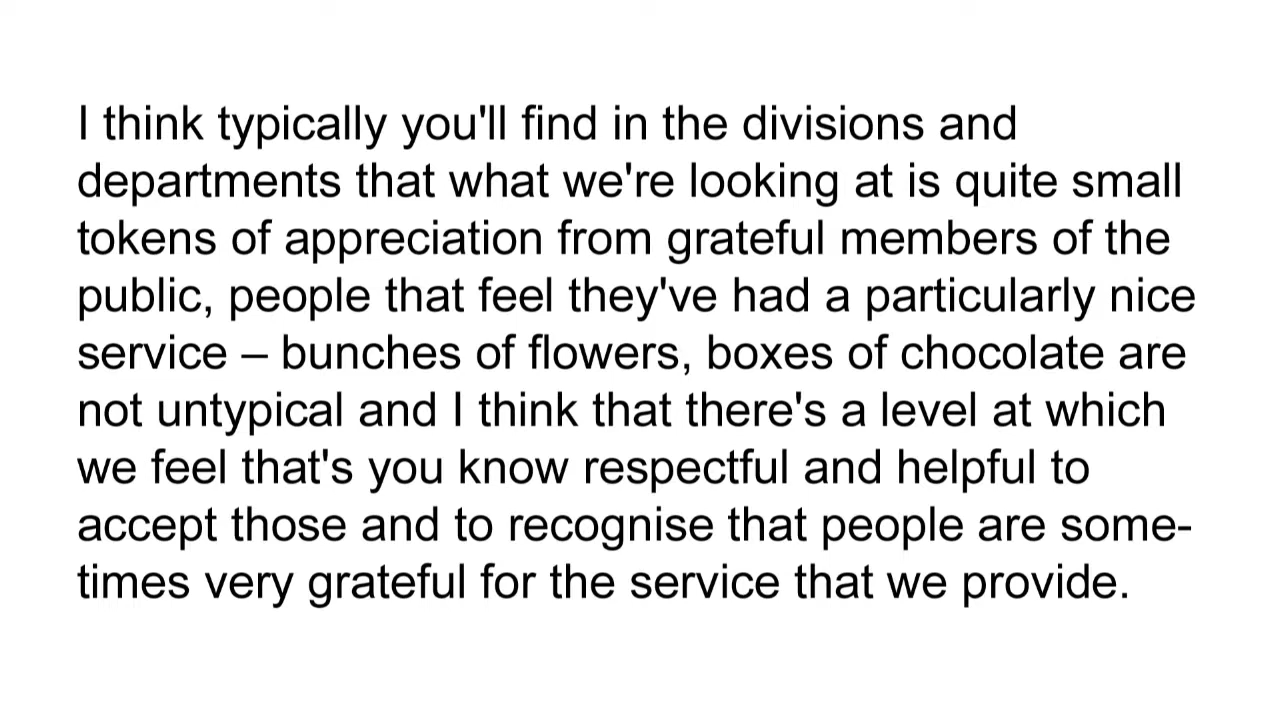 I think typically you'll find in the divisions and
departments that what we're looking at is quite small
tokens of appreciation from grateful members of the
public, people that feel they've had a particularly nice
service – bunches of flowers, boxes of chocolate are
not untypical and I think that there's a level at which
we feel that's you know respectful and helpful to
accept those and to recognise that people are some-
times very grateful for the service that we provide.